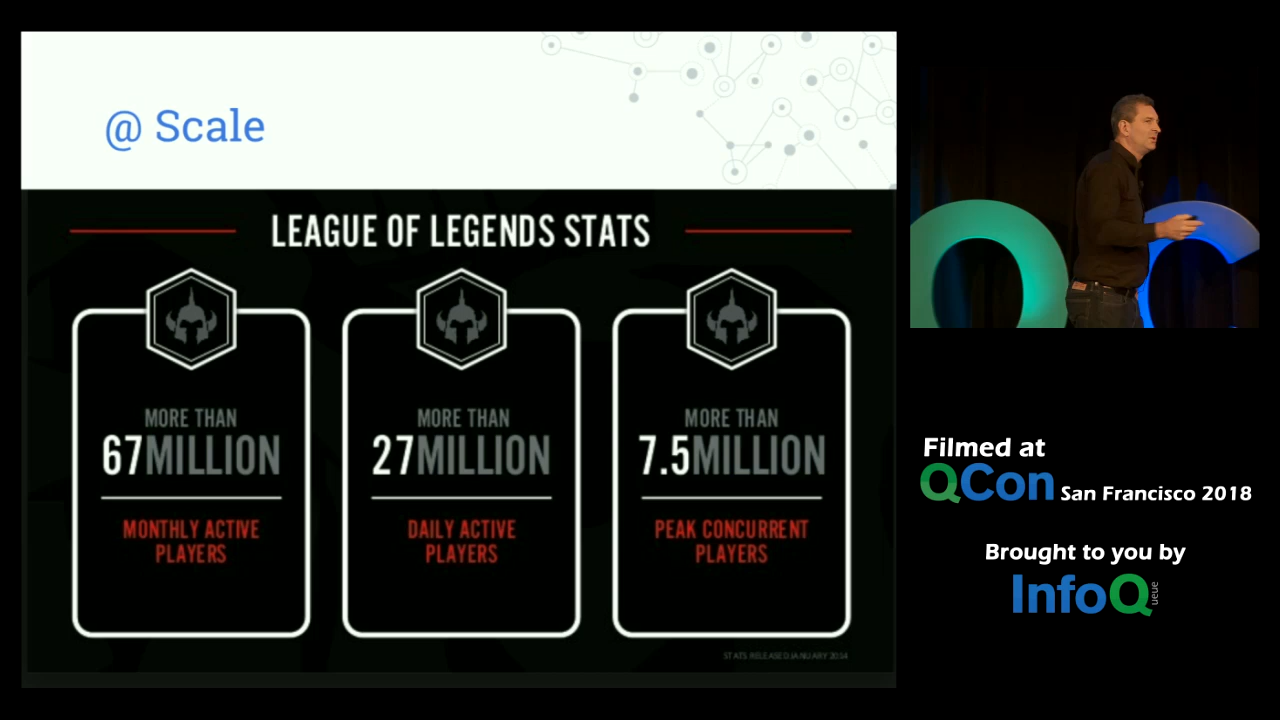 @ Scale
LEAGUE OF LEGENDS STATS
MORE THAN
67MILLION
MONTHLY ACTIVE
PLAYERS
MORE THAN
27MILLION
DAILY ACTIVE
PLAYERS
MORE THAN
7.5MILLION
PEAK CONCURRENT
PLAYERS
STATS RELEASED JANUARY 2014
Filmed at
QCon San Francisco 2018
Brought to you by
InfoQueue